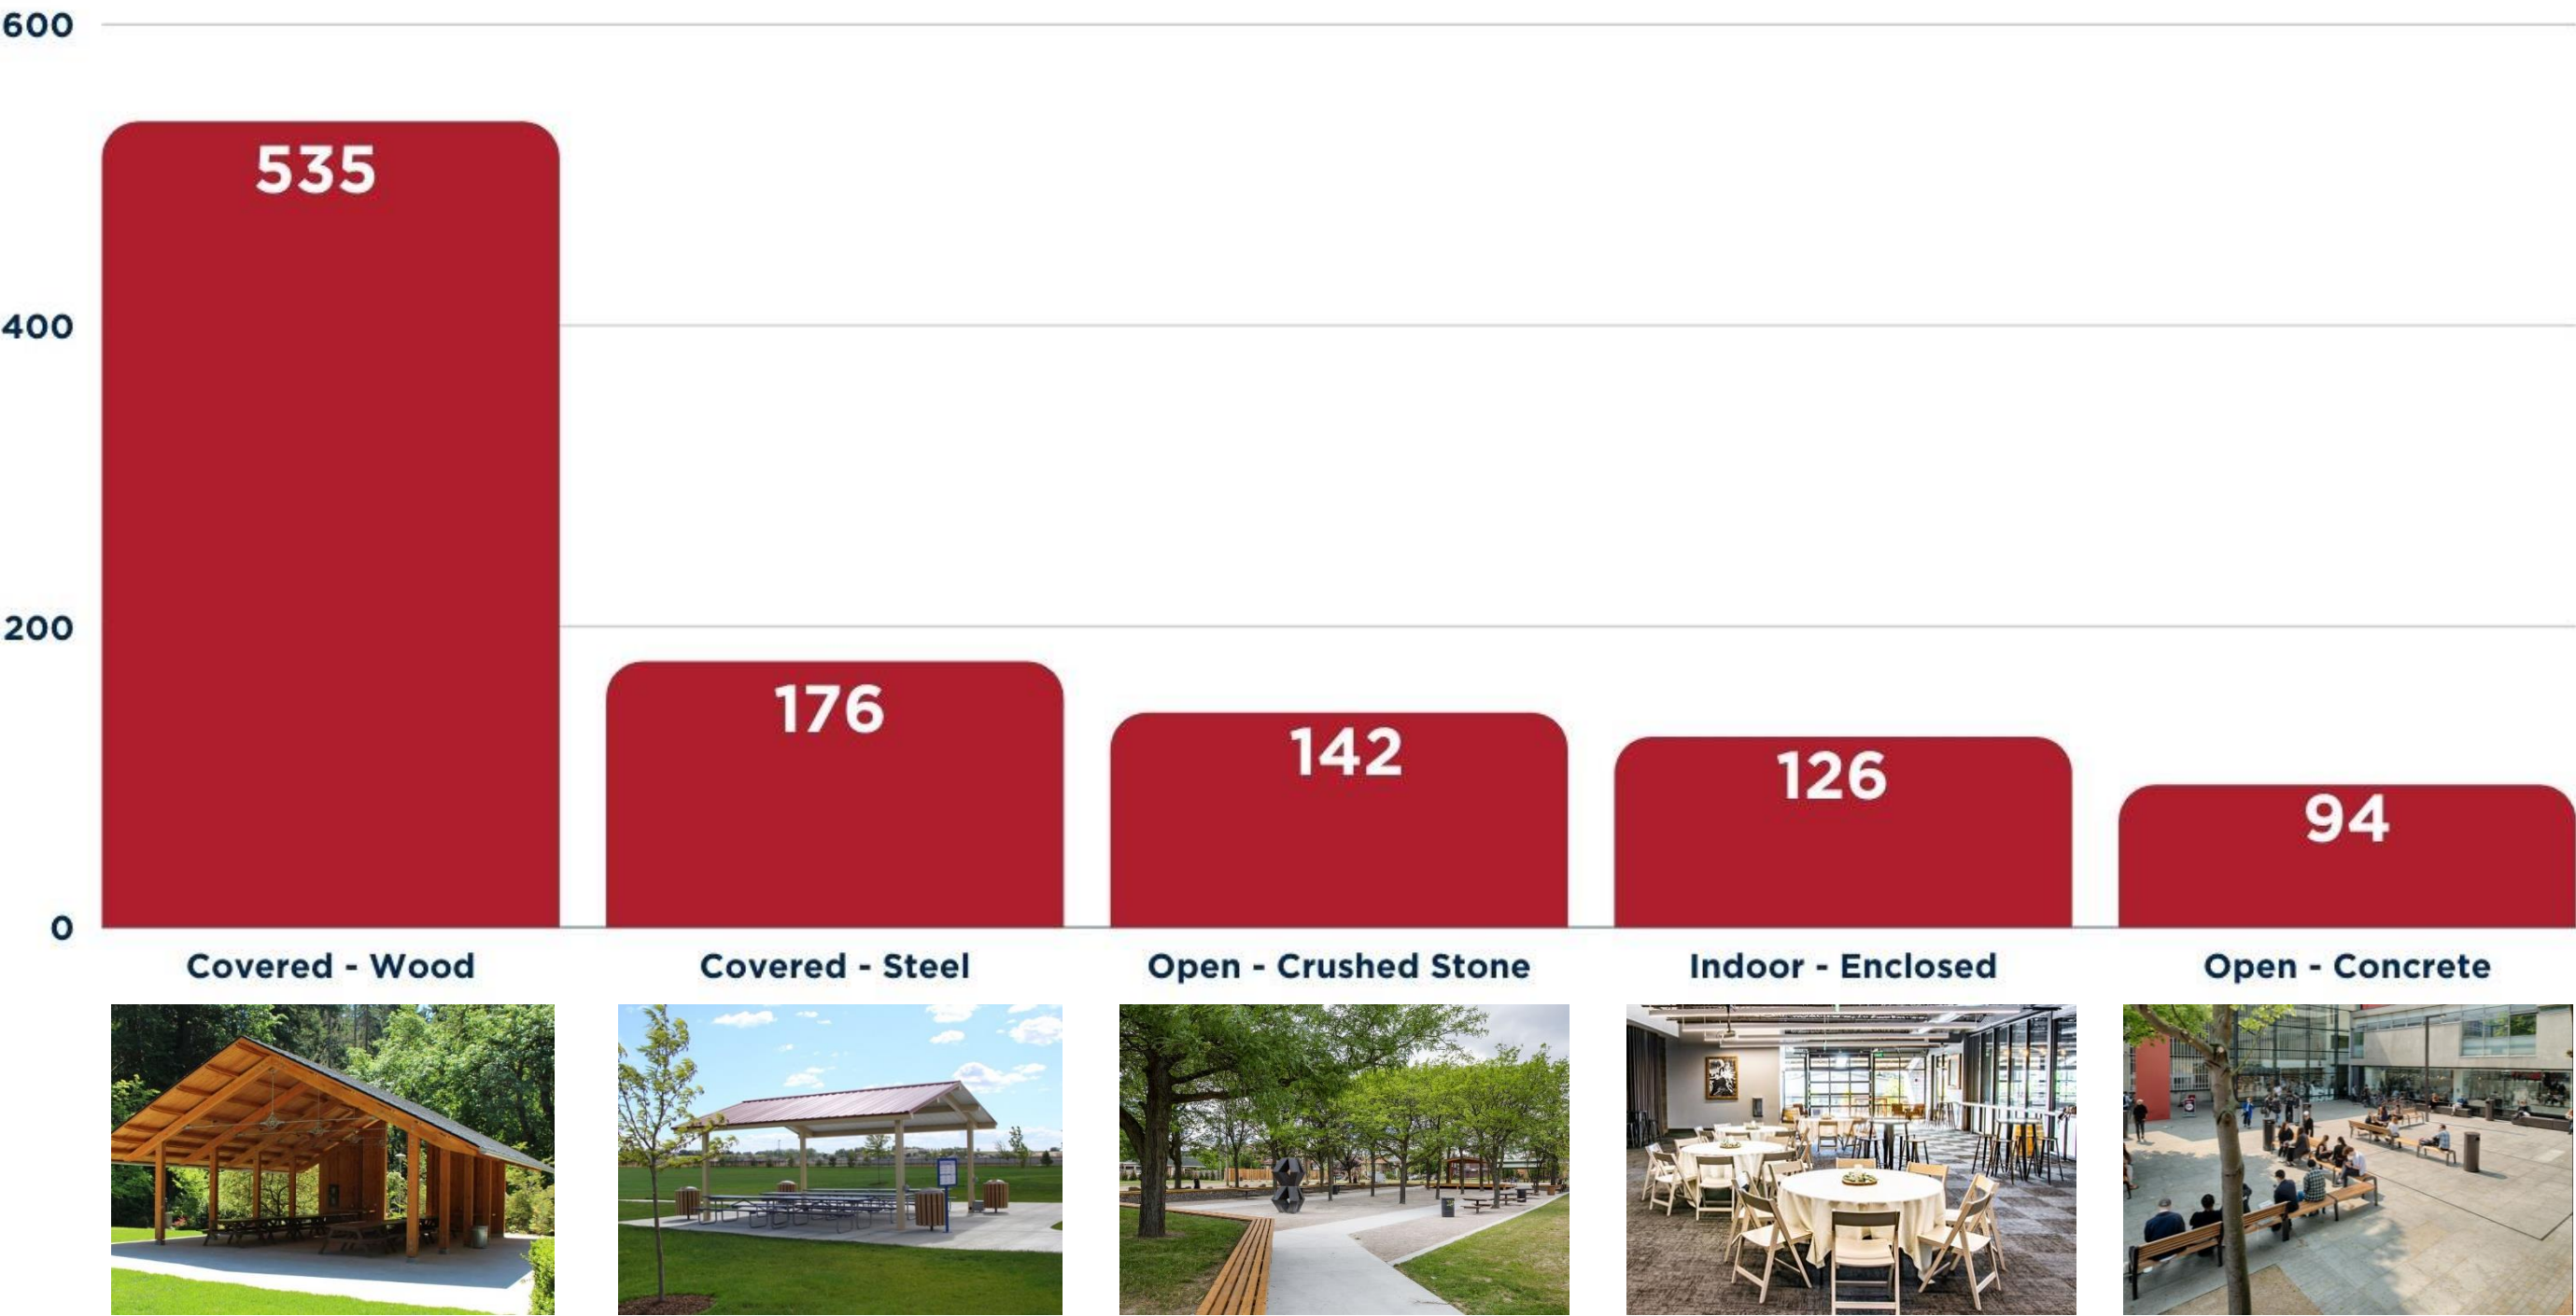 600
535
400
200
176
142
126
94
0
Covered - Wood
Covered - Steel
Open - Crushed Stone
Indoor - Enclosed
Open - Concrete